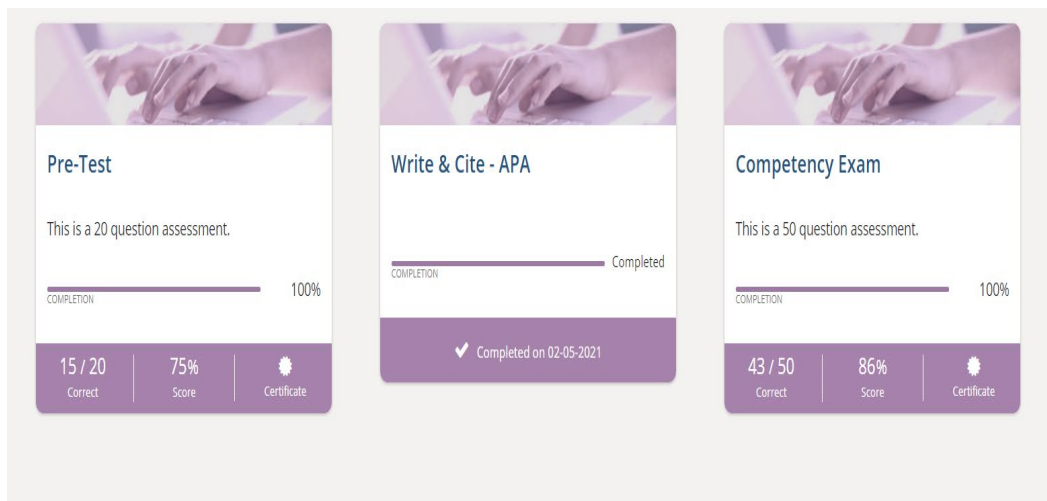 Pre-Test
This is a 20 question assessment.
100%
COMPLETION
15 / 20
Correct
75%
Score
Certificate
Write & Cite - APA
Completed
COMPLETION
Completed on 02-05-2021
Competency Exam
This is a 50 question assessment.
100%
COMPLETION
43 / 50
Correct
86%
Score
Certificate